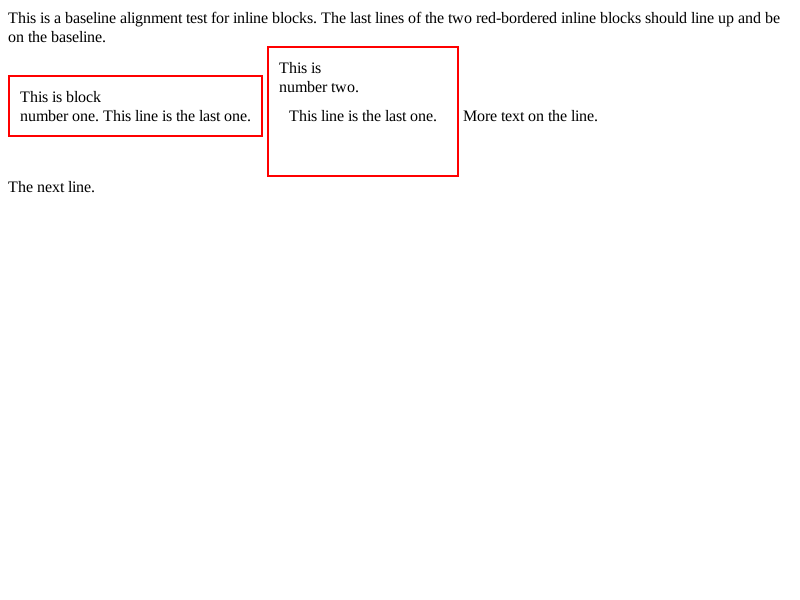 This is a baseline alignment test for inline blocks. The last lines of the two red-bordered inline blocks should line up and be
on the baseline.
This is block
number one. This line is the last one.
This is
number two.
This line is the last one.
More text on the line.
The next line.